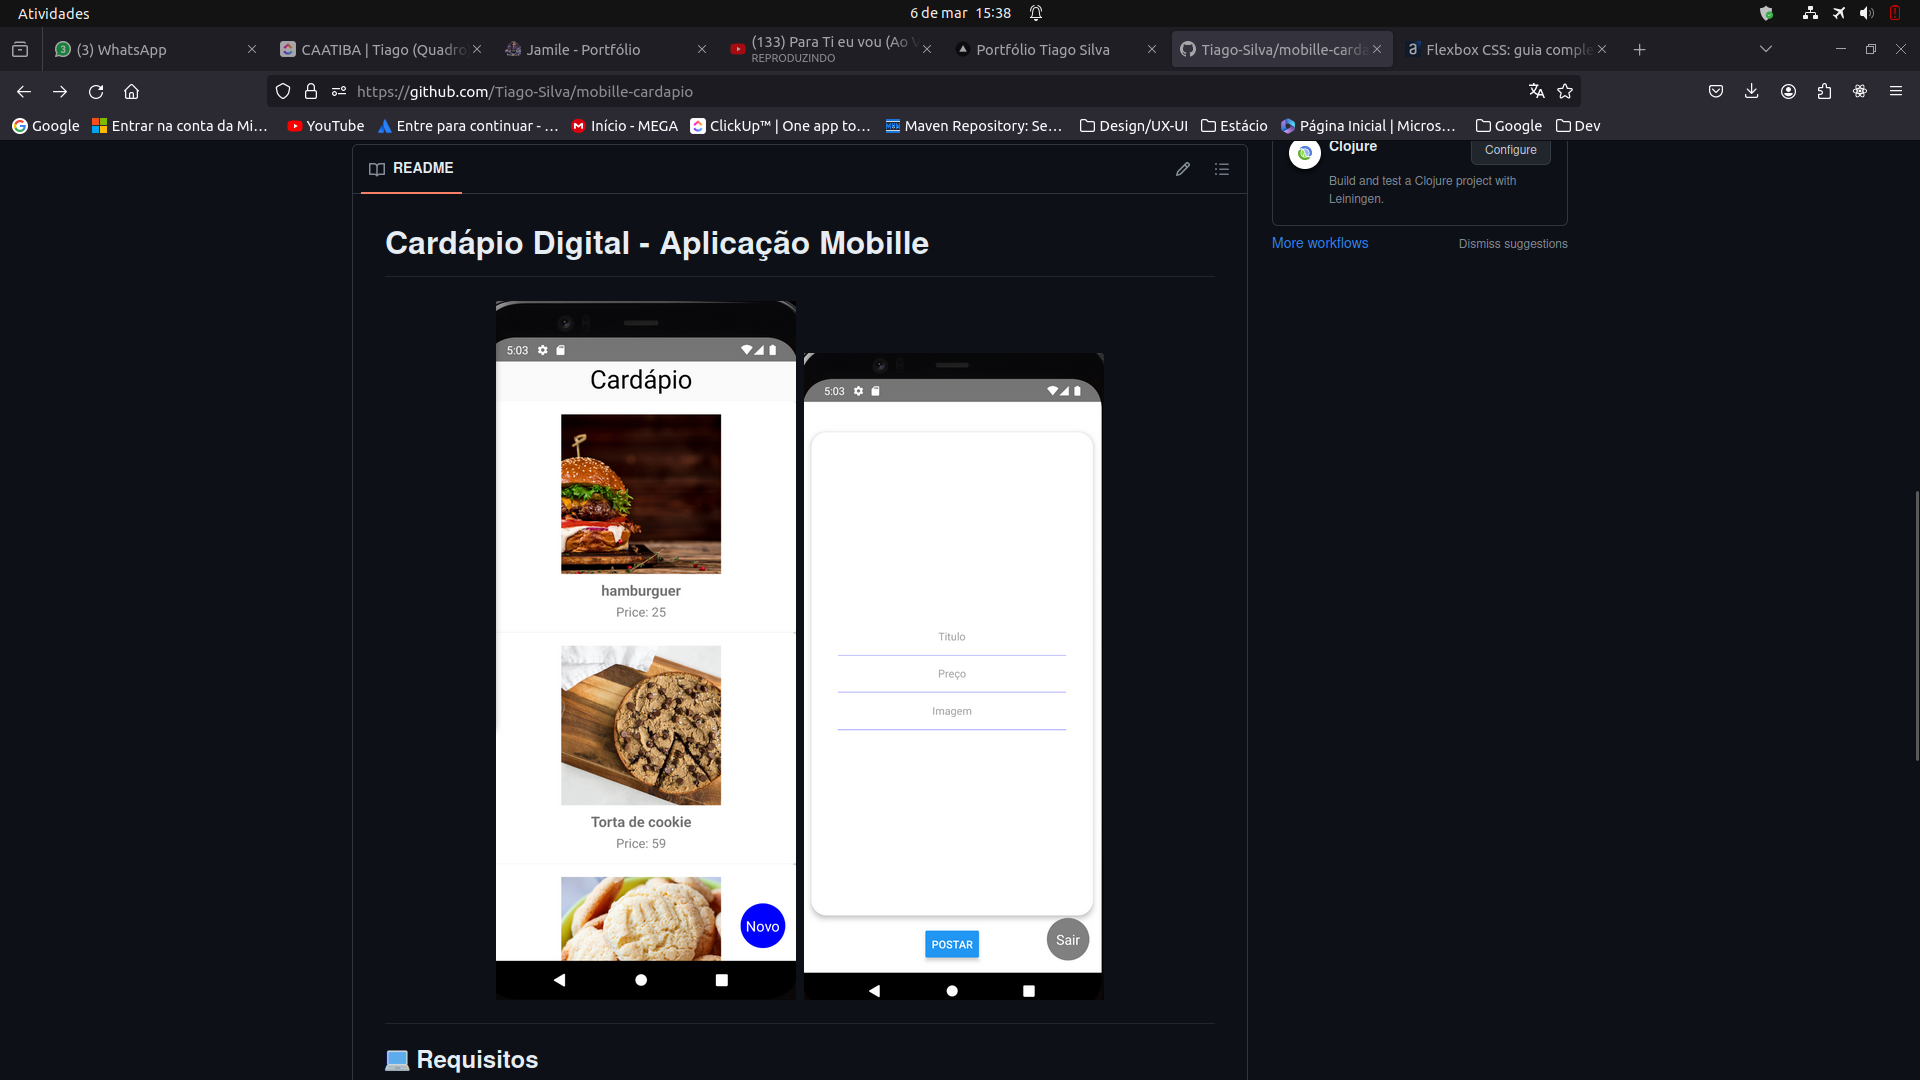 Atividades
6 de mar 15:38
(3) WhatsApp
CAATIBA | Tiago (Quadro
Jamile - Portfólio
(133) Para Ti eu vou (Ao V
REPRODUZINDO
Portfólio Tiago Silva
Tiago-Silva/mobille-carda
Flexbox CSS: guia comple
https://github.com/Tiago-Silva/mobille-cardapio
Google
Entrar na conta da Mi...
YouTube
Entre para continuar - ...
Início - MEGA
ClickUp™ | One app to...
Maven Repository: Se...
Design/UX-UI
Estácio
Página Inicial | Micros...
Google
Dev
README
Clojure
Configure
Build and test a Clojure project with
Leiningen.
More workflows
Dismiss suggestions
Cardápio Digital - Aplicação Mobille
5:03
Cardápio
hamburguer
Price: 25
Torta de cookie
Price: 59
Novo
5:03
Titulo
Preço
Imagem
POSTAR
Sair
Requisitos